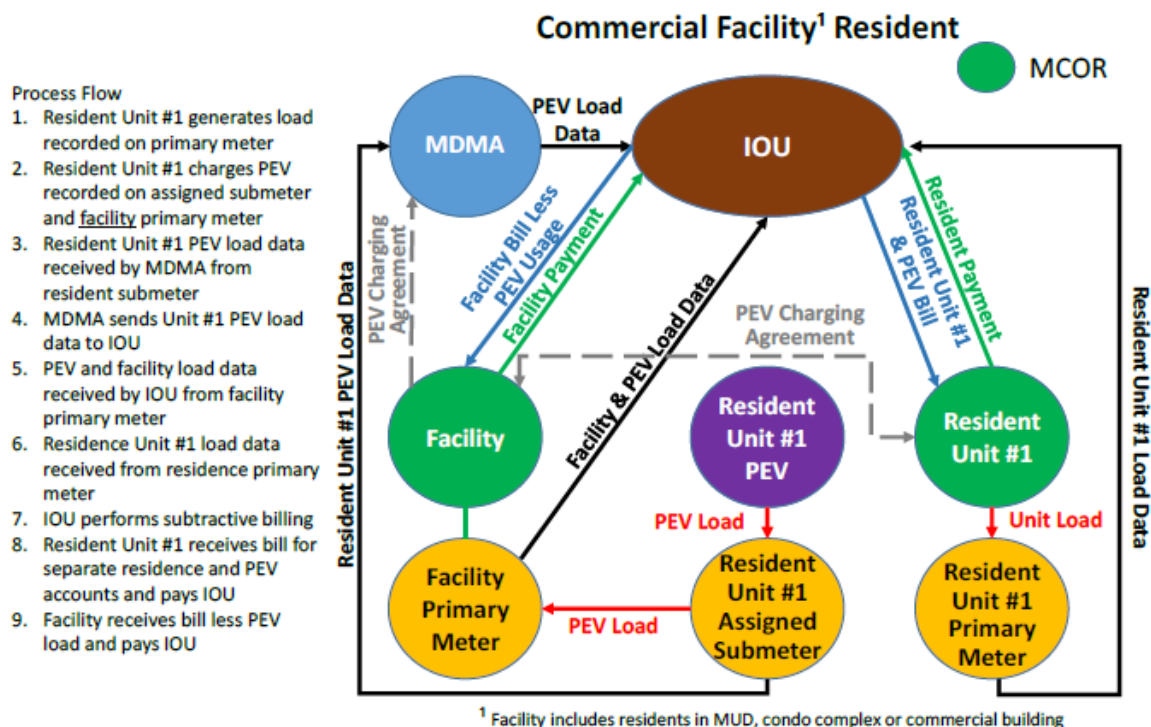 Commercial Facility¹ Resident
MCOR
Process Flow
1. Resident Unit #1 generates load
recorded on primary meter
2. Resident Unit #1 charges PEV
recorded on assigned submeter
and facility primary meter
3. Resident Unit #1 PEV load data
received by MDMA from
resident submeter
4. MDMA sends Unit #1 PEV load
data to IOU
5. PEV and facility load data
received by IOU from facility
primary meter
6. Residence Unit #1 load data
received from residence primary
meter
7. IOU performs subtractive billing
8. Resident Unit #1 receives bill for
separate residence and PEV
accounts and pays IOU
9. Facility receives bill less PEV
load and pays IOU
MDMA
PEV Load
Data
IOU
Resident Unit #1 PEV Load Data
PEV Charging
Agreement
Facility Bill Less
PEV Usage
Facility Payment
Facility & PEV Load Data
PEV Charging
Agreement
Resident Unit #1
& PEV Bill
Resident Payment
Resident Unit #1 Load Data
Facility
Resident
Unit #1
PEV
Resident
Unit #1
PEV Load
Unit Load
Facility
Primary
Meter
PEV Load
Resident
Unit #1
Assigned
Submeter
Resident
Unit #1
Primary
Meter
¹ Facility includes residents in MUD, condo complex or commercial building